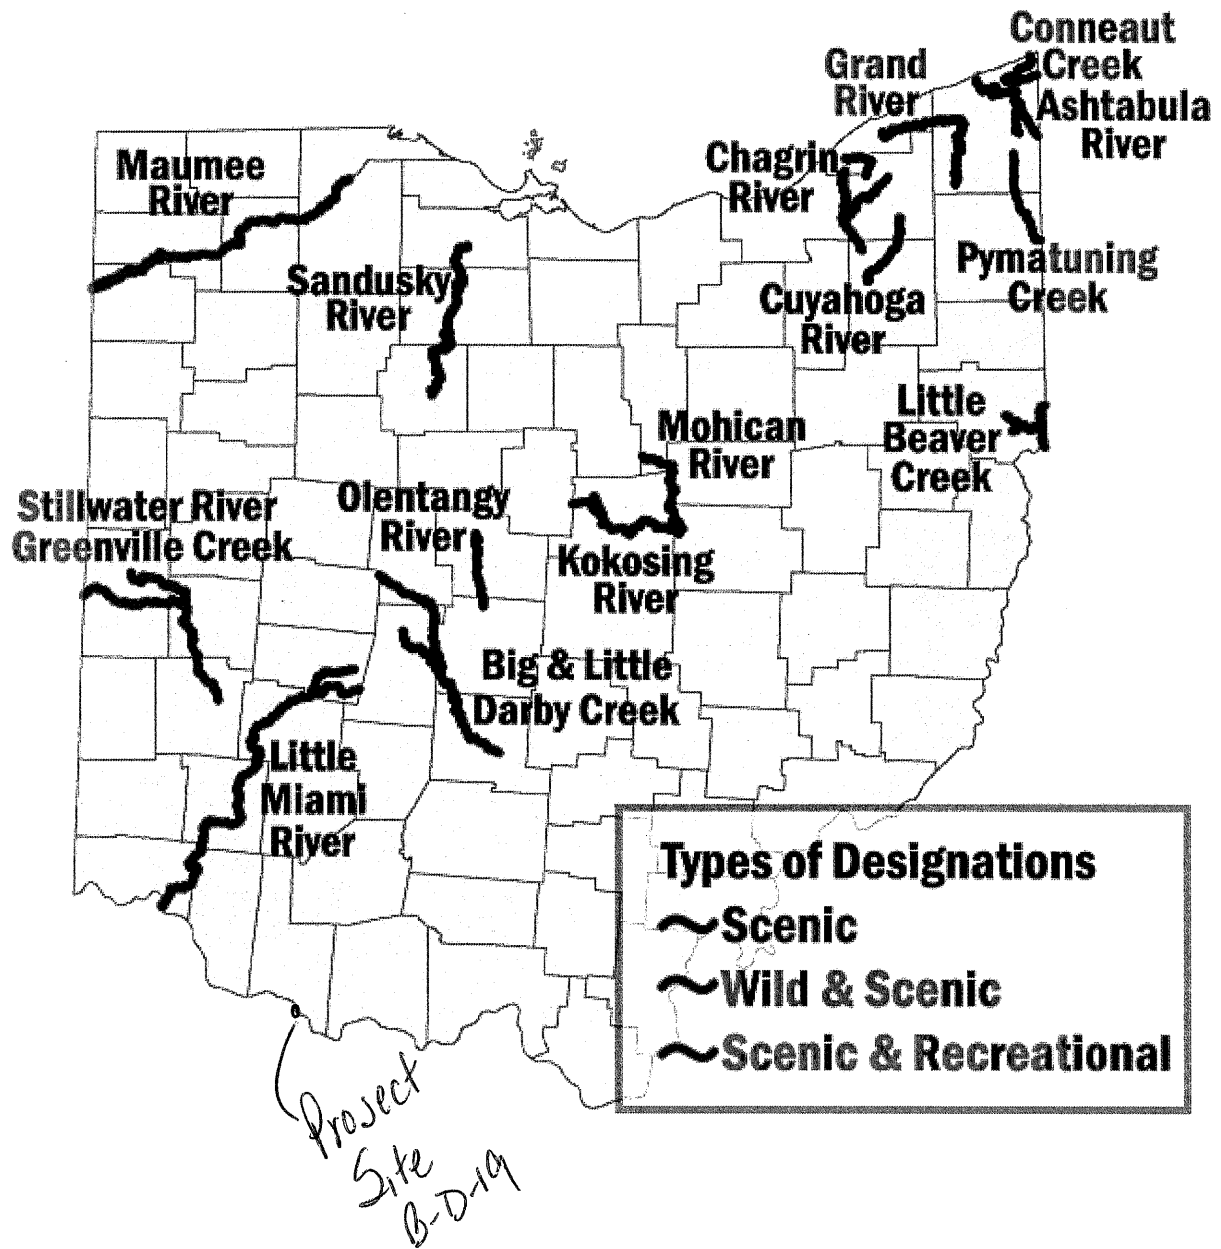 Conneaut
Creek
Grand
River
Ashtabula
River
Maumee
River
Chagrin
River
Pymatuning
Creek
Sandusky
River
Cuyahoga
River
Little
Beaver
Creek
Mohican
River
Stillwater River
Greenville Creek
Olentangy
River
Kokosing
River
Big & Little
Darby Creek
Little
Miami
River
Types of Designations
Scenic
Wild & Scenic
Scenic & Recreational
Project
Site
B-D-19